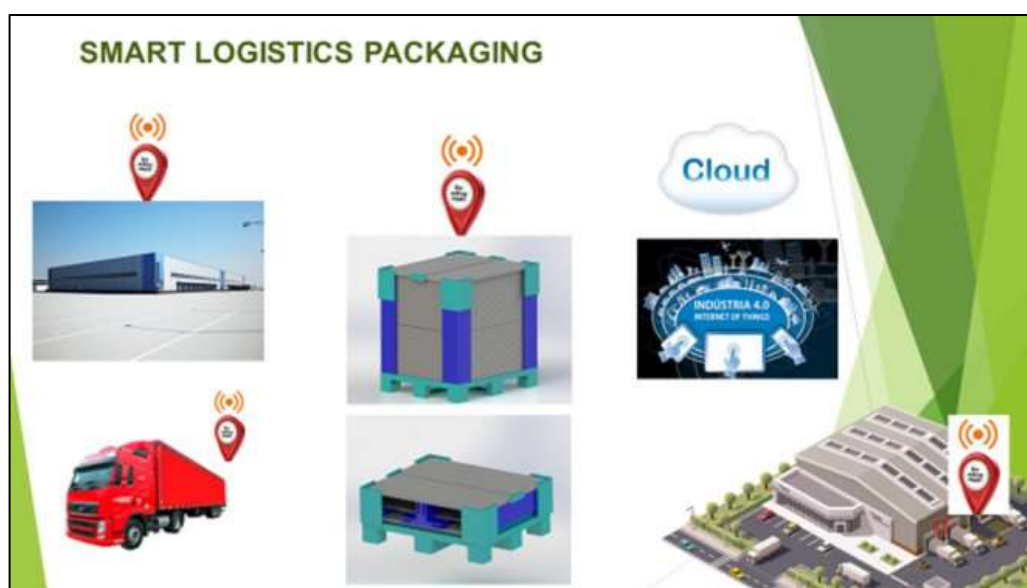 SMART LOGISTICS PACKAGING
Cloud
INDÚSTRIA 4.0
INTERNET OF THINGS